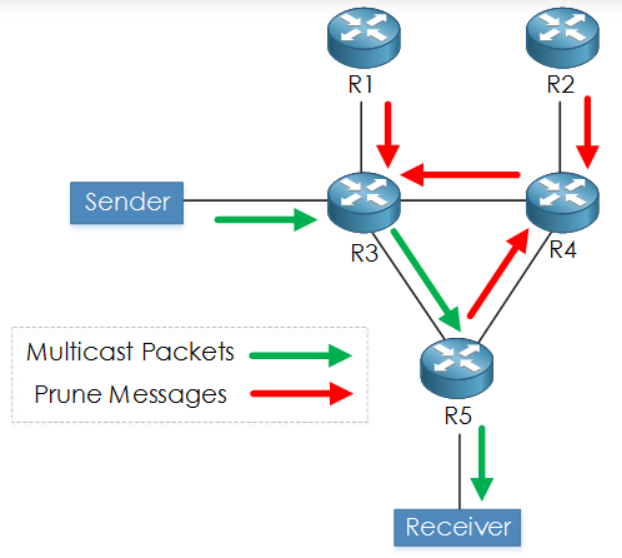 R1
R2
Sender
R3
R4
Multicast Packets
Prune Messages
R5
Receiver